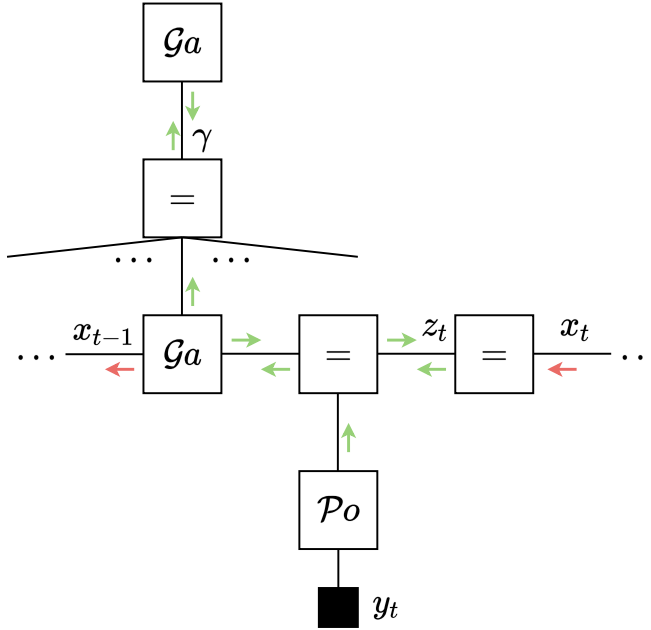 𝒢a
γ
=
⋯ ⋯
⋯ x_{t−1} 𝒢a = z_t = x_t ⋯
𝒫o
y_t